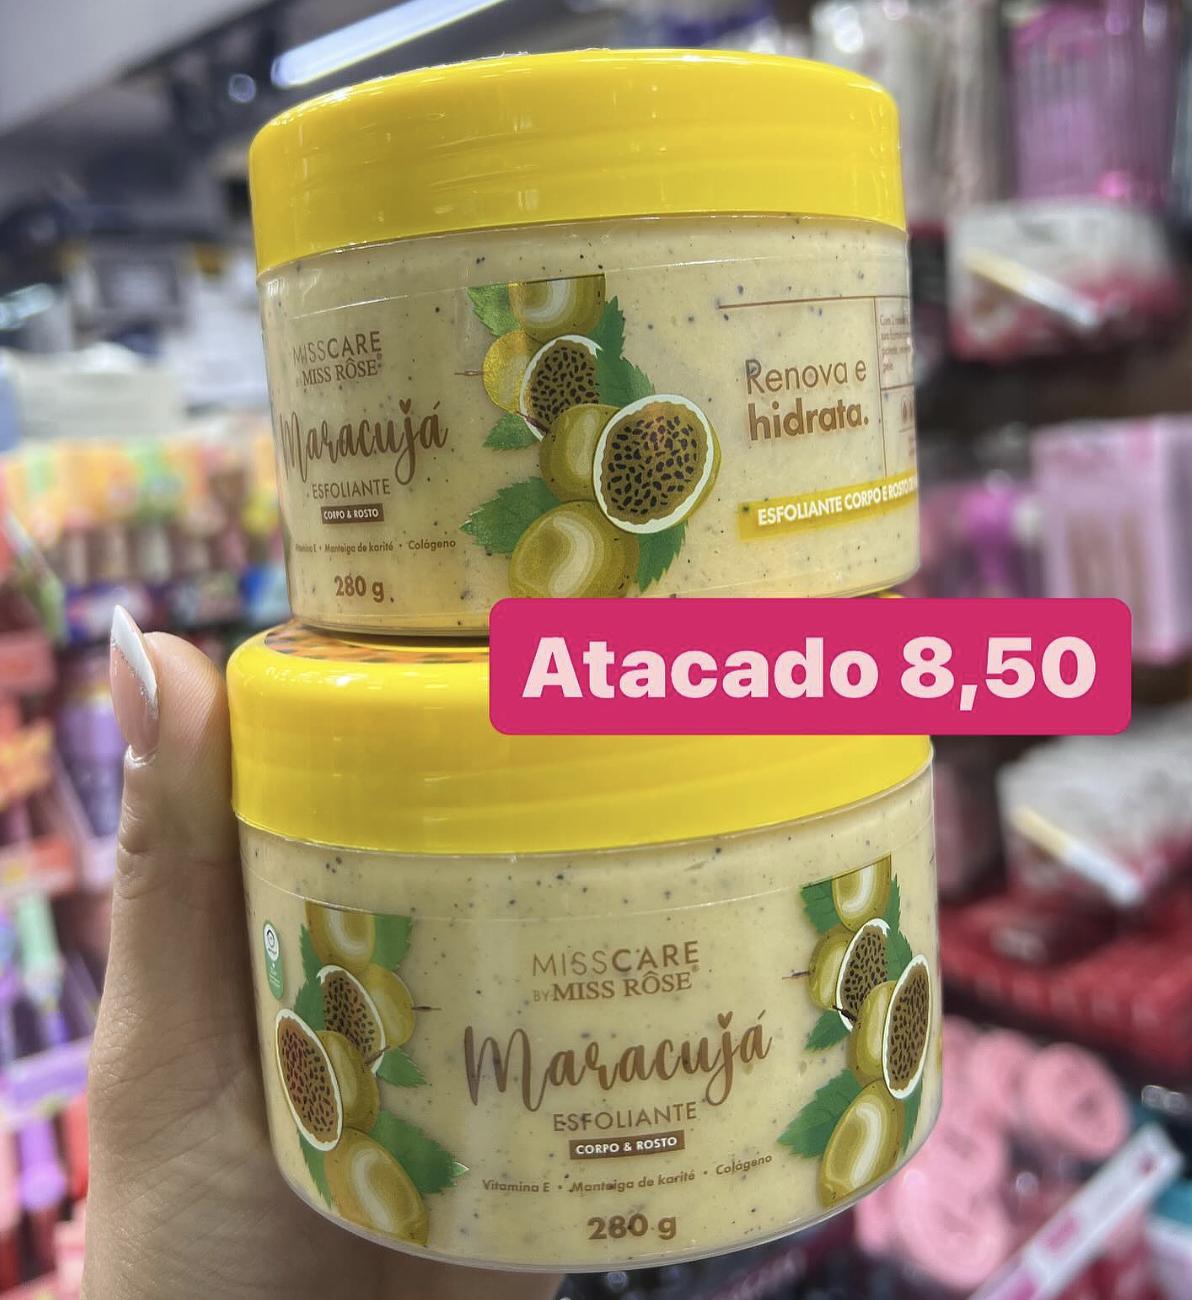 MISSCARE
BY MISS RÔSE®
Maracujá
ESFOLIANTE
CORPO & ROSTO
Vitamina E • Manteiga de karité • Colágeno
280 g
Renova e
hidrata.
ESFOLIANTE CORPO E ROSTO
Atacado 8,50
MISSCARE
BY MISS RÔSE®
Maracujá
ESFOLIANTE
CORPO & ROSTO
Vitamina E • Manteiga de karité • Colágeno
280 g